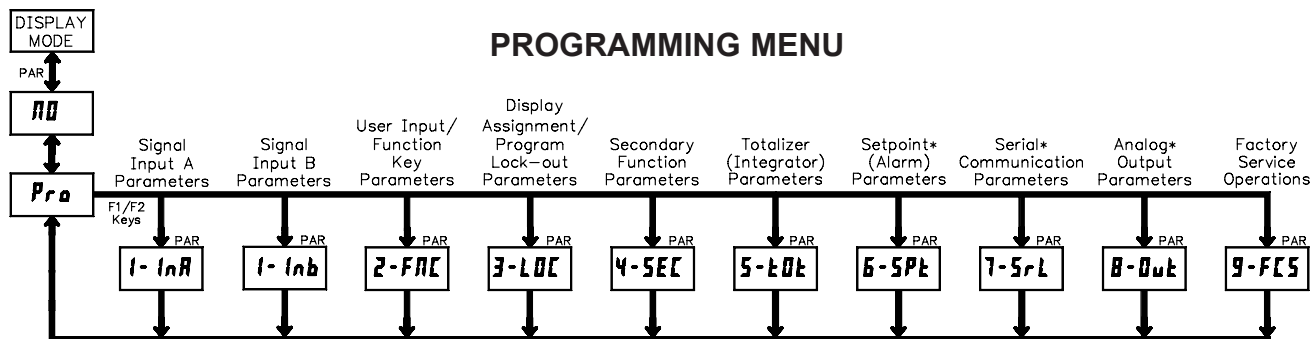 DISPLAY
MODE
PROGRAMMING MENU
PAR
NO
Pro
F1/F2
Keys
Signal
Input A
Parameters
PAR
1-InA
Signal
Input B
Parameters
PAR
1-Inb
User Input/
Function
Key
Parameters
PAR
2-FNC
Display
Assignment/
Program
Lock-out
Parameters
PAR
3-LOC
Secondary
Function
Parameters
PAR
4-SEC
Totalizer
(Integrator)
Parameters
PAR
5-tOt
Setpoint*
(Alarm)
Parameters
PAR
6-SPt
Serial*
Communication
Parameters
PAR
7-SrL
Analog*
Output
Parameters
PAR
8-Out
Factory
Service
Operations
PAR
9-FCS